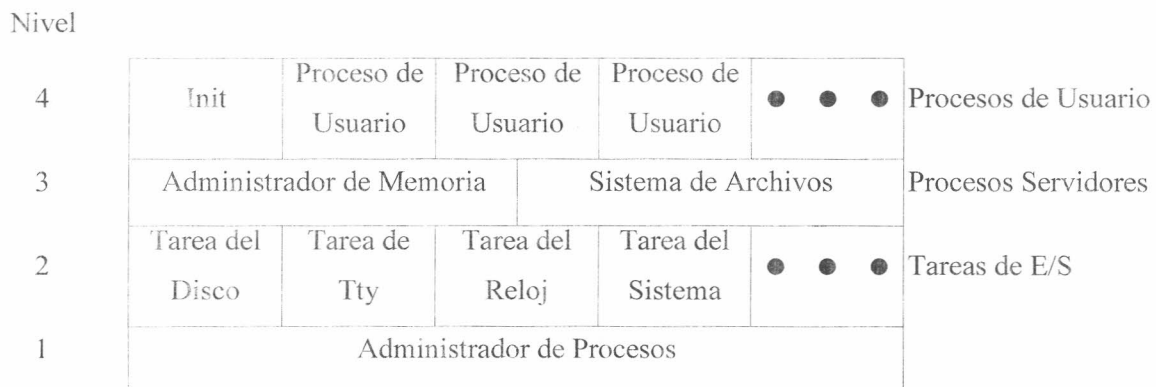 Nivel
4
Init
Proceso de
Usuario
Proceso de
Usuario
Proceso de
Usuario
● ● ●
Procesos de Usuario
3
Administrador de Memoria
Sistema de Archivos
Procesos Servidores
2
Tarea del
Disco
Tarea de
Tty
Tarea del
Reloj
Tarea del
Sistema
● ● ●
Tareas de E/S
1
Administrador de Procesos